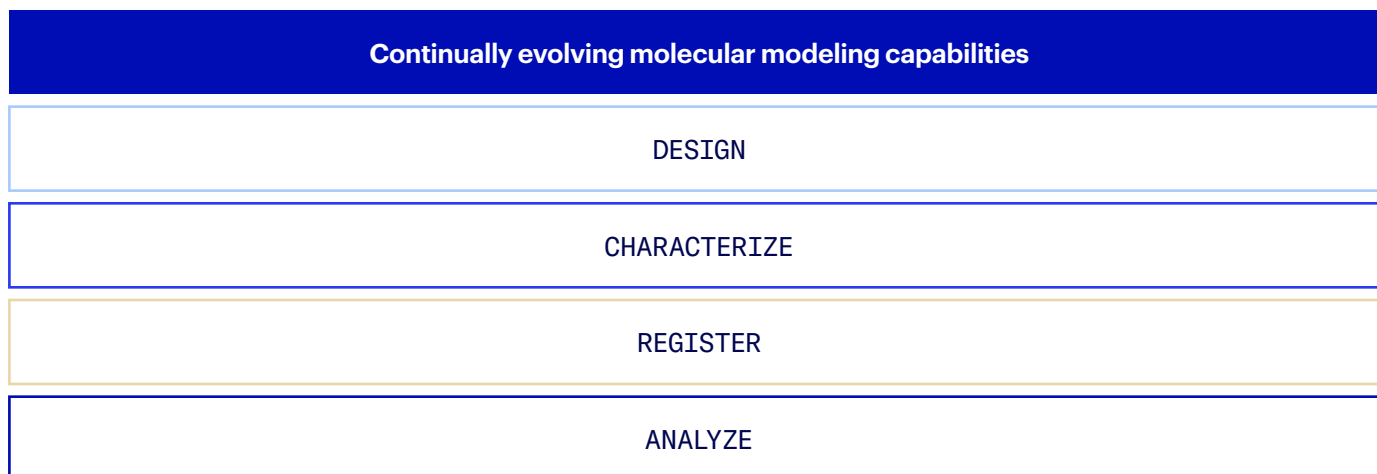 Continually evolving molecular modeling capabilities
DESIGN
CHARACTERIZE
REGISTER
ANALYZE